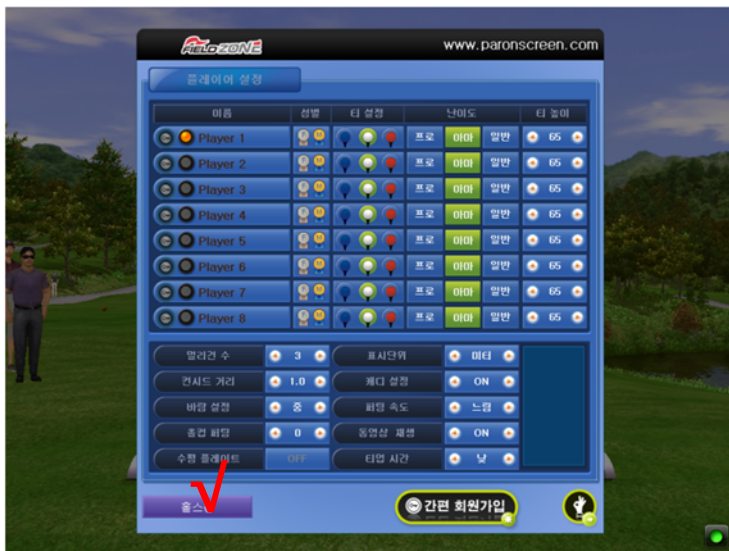 FIELDZONE
www.paronscreen.com
플레이어 설정
이름 성별 티 설정 난이도 티 높이
Player 1 프로 아마 일반 65
Player 2 프로 아마 일반 65
Player 3 프로 아마 일반 65
Player 4 프로 아마 일반 65
Player 5 프로 아마 일반 65
Player 6 프로 아마 일반 65
Player 7 프로 아마 일반 65
Player 8 프로 아마 일반 65
멀리건 수 3 표시단위 미터
컨시드 거리 1.0 캐디 설정 ON
바람 설정 중 퍼팅 속도 느림
홀컵 퍼팅 0 동영상 재생 ON
수평 플레이트 OFF 티업 시간 낮
간편 회원가입